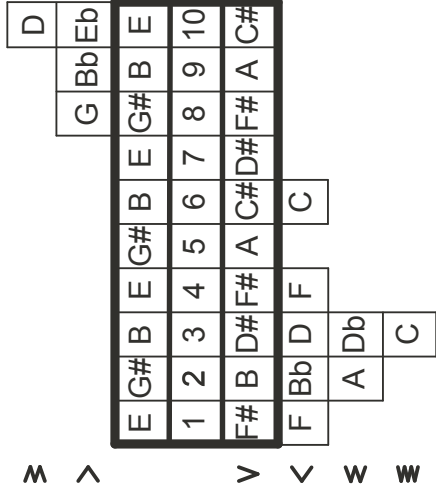 D
G Bb Eb
E G# B E G# B E G# B E
1 2 3 4 5 6 7 8 9 10
F# B D# F# A C# D# F# A C#
F Bb D F C
A Db
C